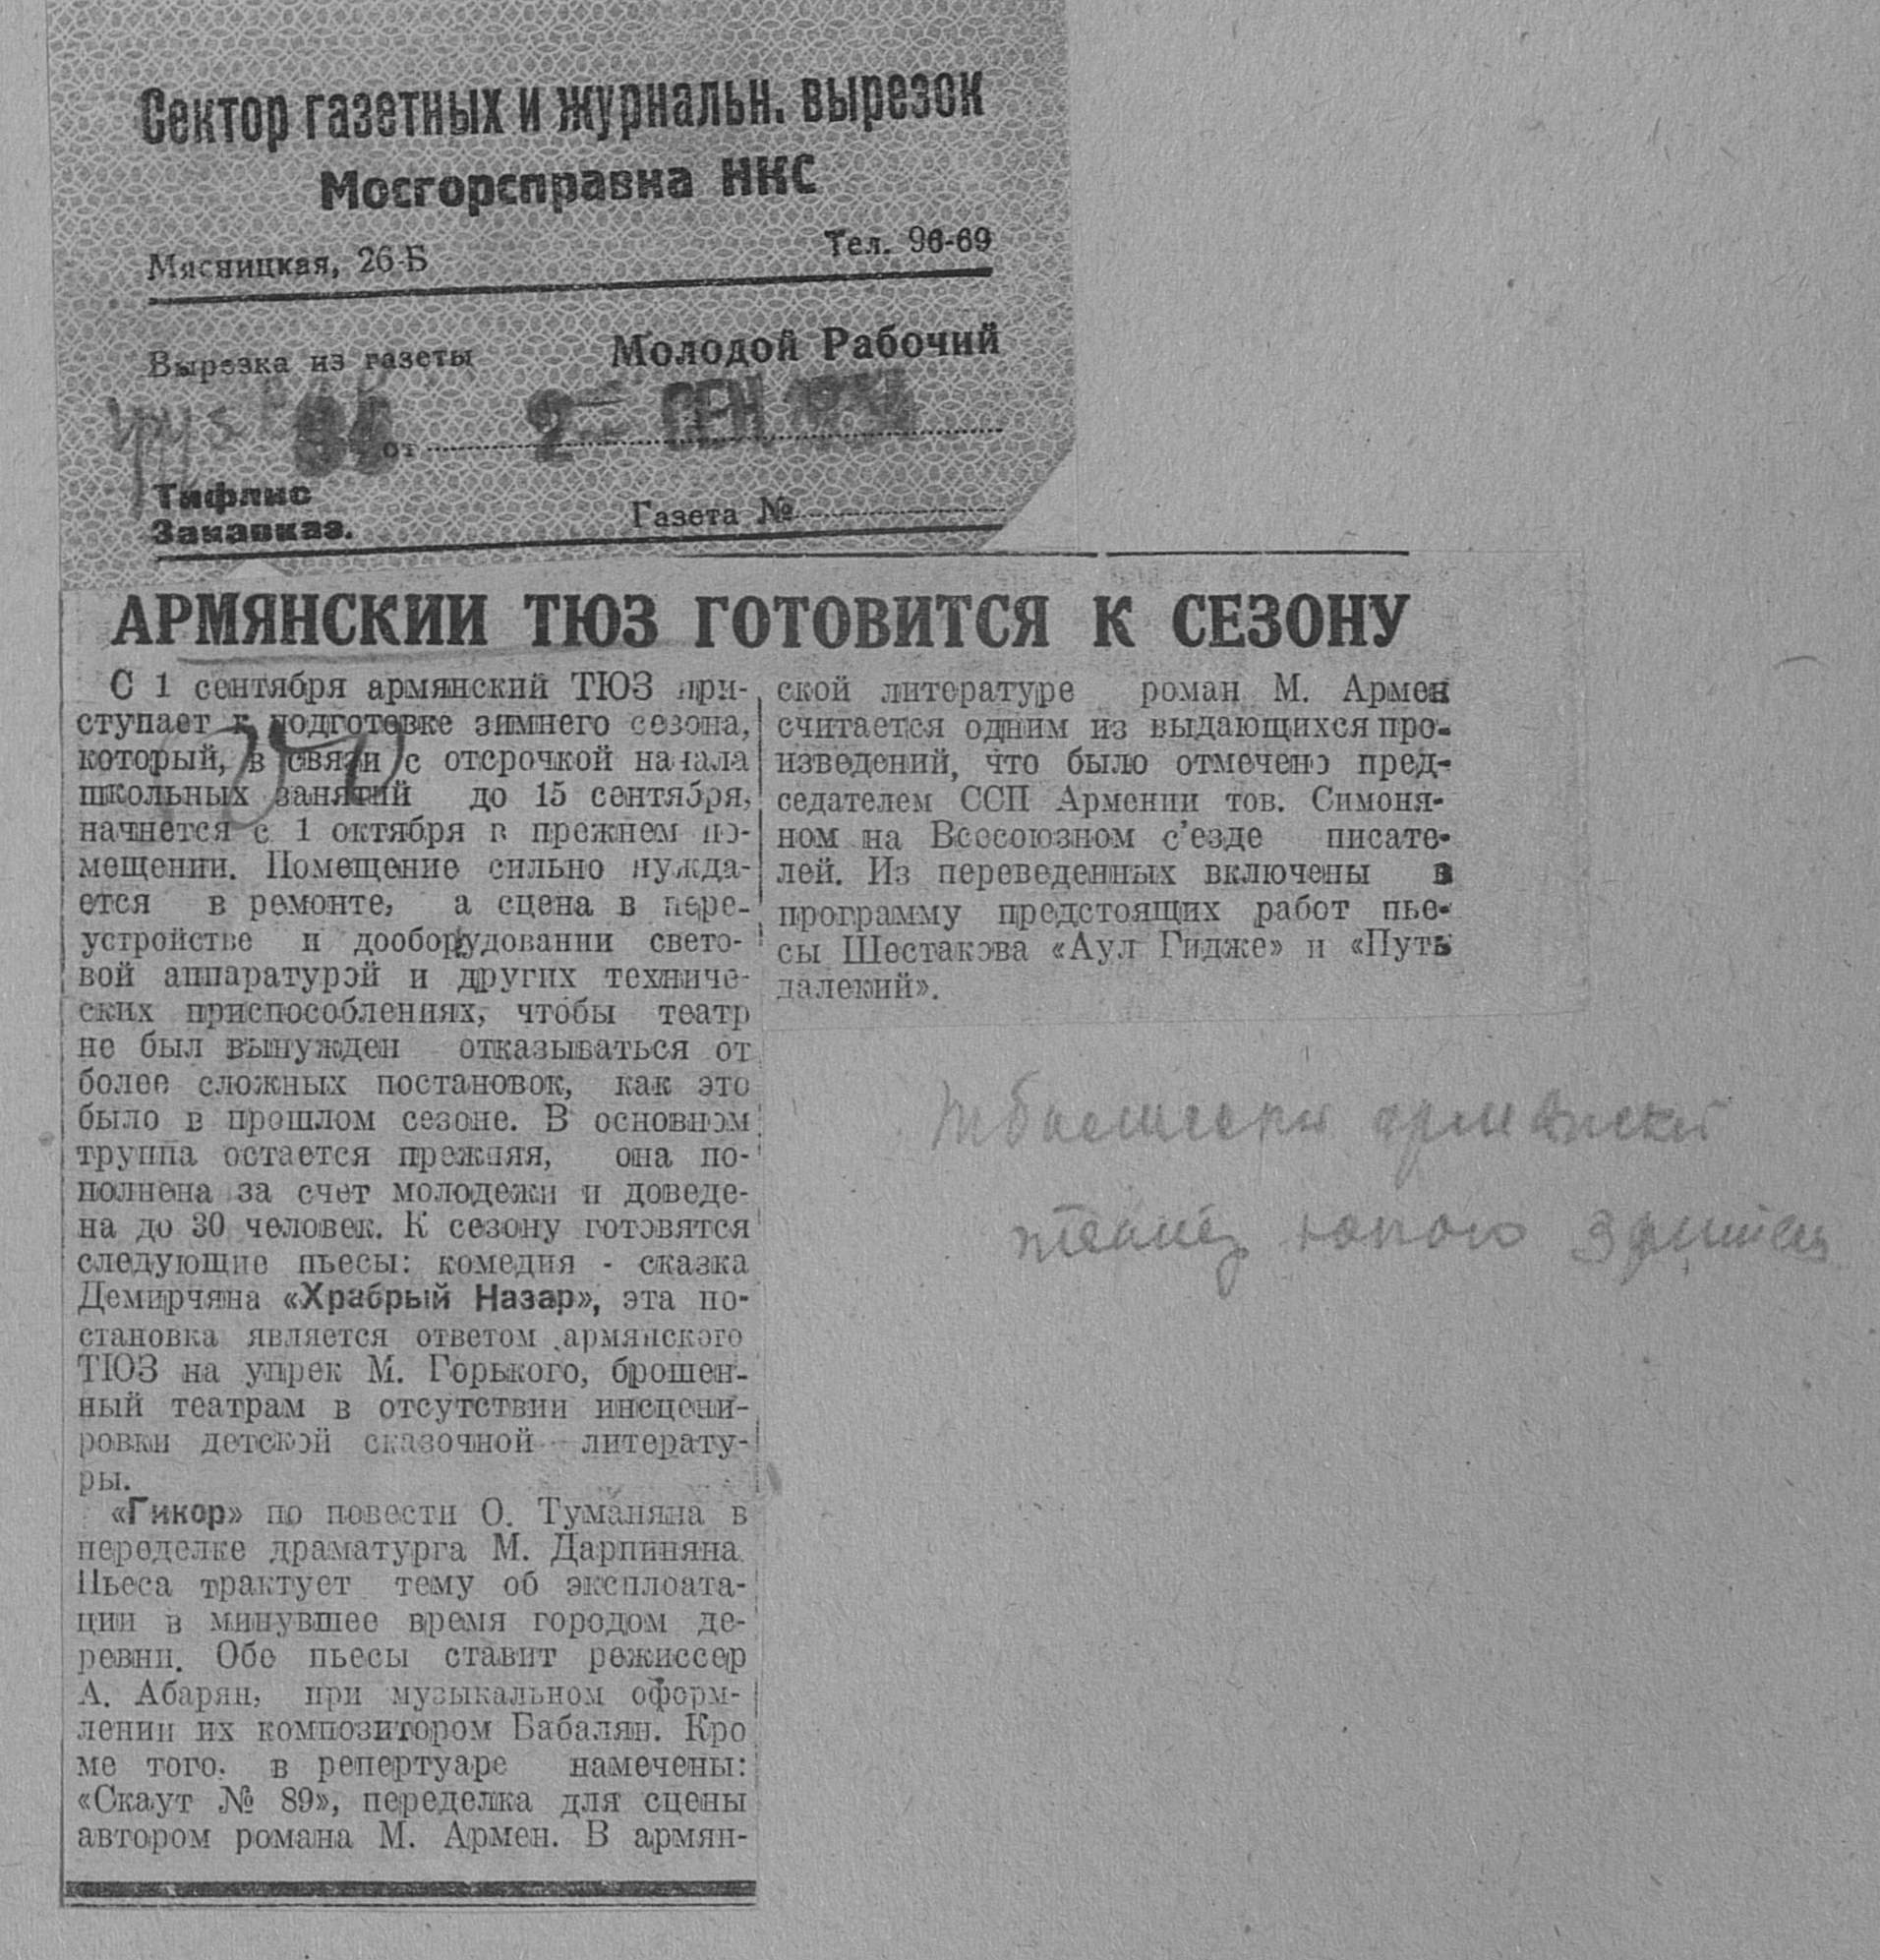 Сектор газетных и журнальн. вырезок
Мосгорсправка НКС
Мясницкая, 26-Б Тел. 96-69
Вырезка из газеты Молодой Рабочий
от 2 СЕН 1934
Тифлис
Закавказ.
Газета №
АРМЯНСКИИ ТЮЗ ГОТОВИТСЯ К СЕЗОНУ
С 1 сентября армянский ТЮЗ при-
ступает к подготовке зимнего сезона,
который, в связи с отсрочкой начала
школьных занятий до 15 сентября,
начнется с 1 октября в прежнем по-
мещении. Помещение сильно нужда-
ется в ремонте, а сцена в пере-
устройстве и дооборудовании свето-
вой аппаратурой и других техниче-
ских приспособлениях, чтобы театр
не был вынужден отказываться от
более сложных постановок, как это
было в прошлом сезоне. В основном
труппа остается прежняя, она по-
полнена за счет молодежи и доведе-
на до 30 человек. К сезону готовятся
следующие пьесы: комедия - сказка
Демирчяна «Храбрый Назар», эта по-
становка является ответом армянского
ТЮЗ на упрек М. Горького, брошен-
ный театрам в отсутствии инсцени-
ровки детской сказочной литерату-
ры.
«Гикор» по повести О. Туманяна в
переделке драматурга М. Дарпиняна
Пьеса трактует тему об эксплоата-
ции в минувшее время городом де-
ревни. Обе пьесы ставит режиссер
А. Абарян, при музыкальном оформ-
лении их композитором Бабалян. Кро
ме того, в репертуаре намечены:
«Скаут № 89», переделка для сцены
автором романа М. Армен. В армян-
ской литературе роман М. Армен
считается одним из выдающихся про-
изведений, что было отмечено пред-
седателем ССП Армении тов. Симоня-
ном на Всесоюзном с'езде писате-
лей. Из переведенных включены в
программу предстоящих работ пье-
сы Шестакова «Аул Гидже» и «Путь
далекий».
армянский
юного зрителя